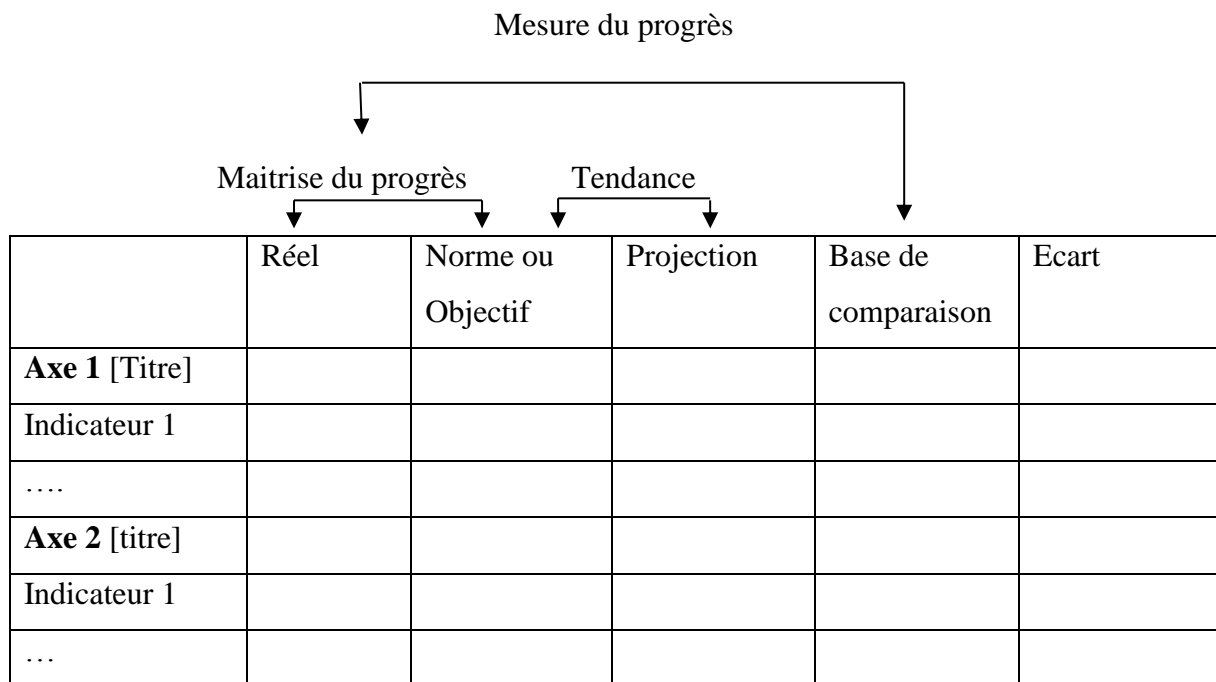 Mesure du progrès
Maitrise du progrès Tendance
Réel Norme ou Projection Base de Ecart
Objectif comparaison
Axe 1 [Titre]
Indicateur 1
….
Axe 2 [titre]
Indicateur 1
…